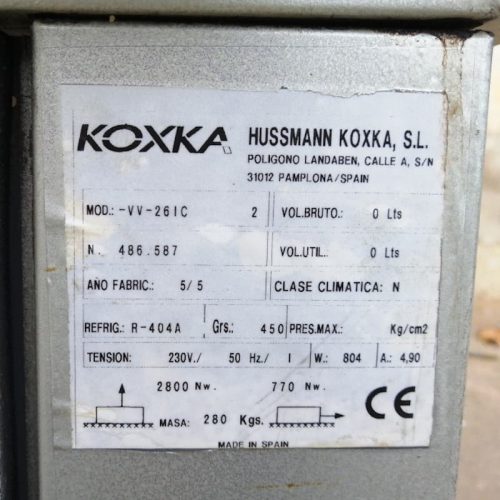 KOXKA HUSSMANN KOXKA, S.L.
POLIGONO LANDABEN, CALLE A, S/N
31012 PAMPLONA/SPAIN
MOD.: -VV-26IC 2 VOL.BRUTO.: 0 Lts
N. 486.587 VOL.UTIL.: 0 Lts
AÑO FABRIC.: 5/5 CLASE CLIMATICA: N
REFRIG.: R-404A Grs.: 450 PRES.MAX.: Kg/cm2
TENSION: 230V./ 50 Hz./ I W.: 804 A.: 4,90
2800 Nw. 770 Nw.
MASA: 280 Kgs. CE
MADE IN SPAIN